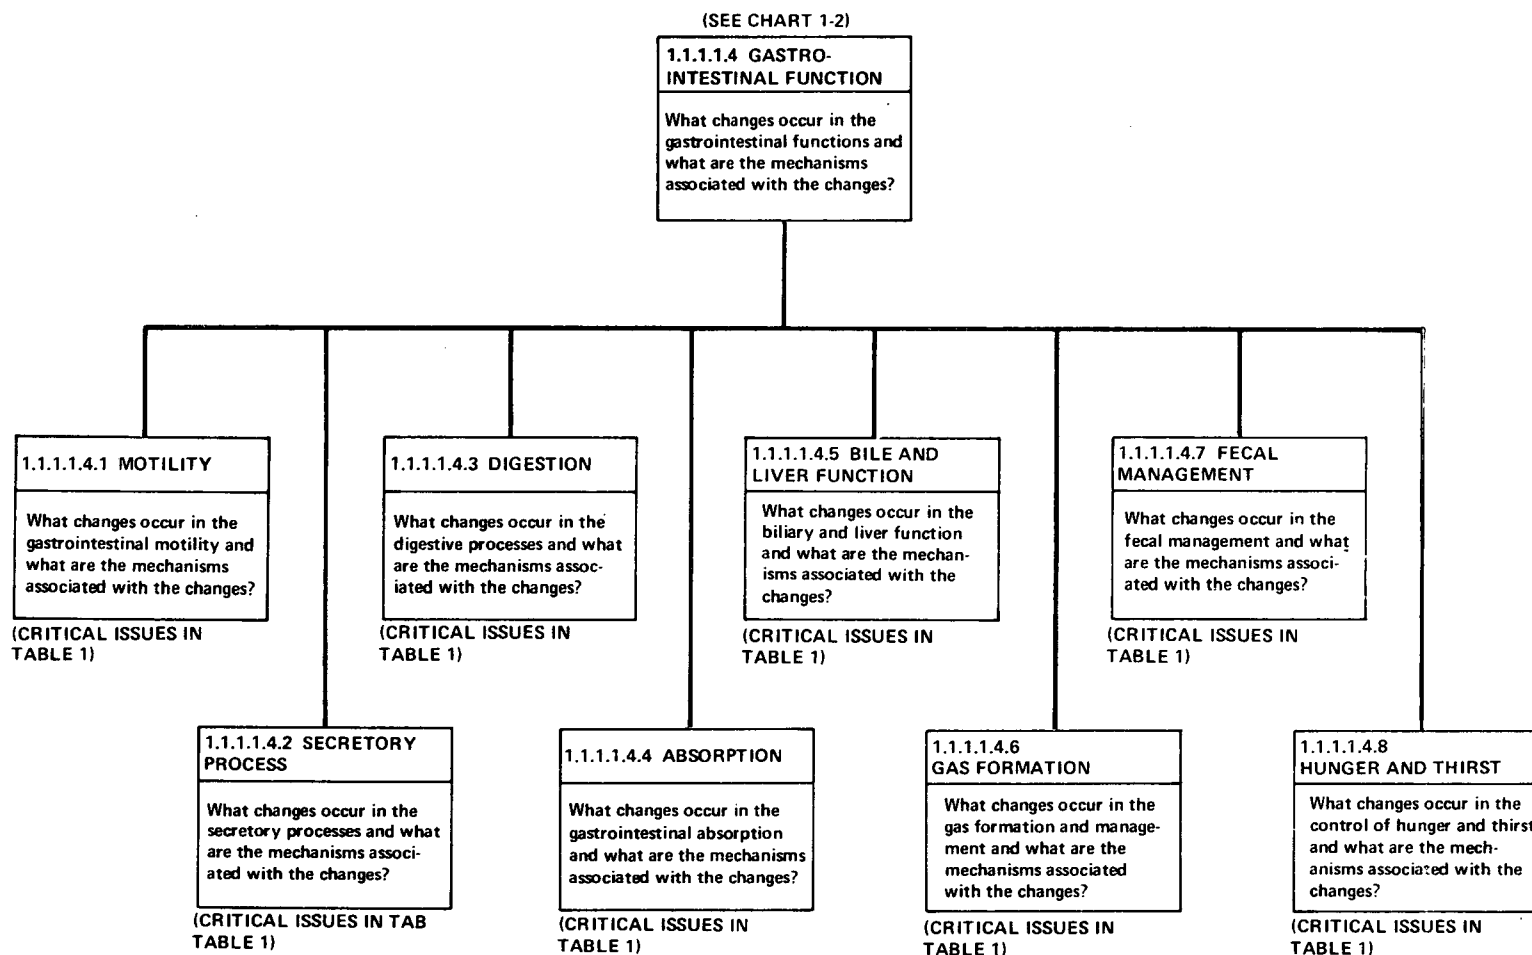 (SEE CHART 1-2)
1.1.1.1.4 GASTRO-
INTESTINAL FUNCTION
What changes occur in the
gastrointestinal functions and
what are the mechanisms
associated with the changes?
1.1.1.1.4.1 MOTILITY
What changes occur in the
gastrointestinal motility and
what are the mechanisms
associated with the changes?
(CRITICAL ISSUES IN
TABLE 1)
1.1.1.1.4.3 DIGESTION
What changes occur in the
digestive processes and what
are the mechanisms assoc-
iated with the changes?
(CRITICAL ISSUES IN
TABLE 1)
1.1.1.1.4.5 BILE AND
LIVER FUNCTION
What changes occur in the
biliary and liver function
and what are the mechan-
isms associated with the
changes?
(CRITICAL ISSUES IN
TABLE 1)
1.1.1.1.4.7 FECAL
MANAGEMENT
What changes occur in the
fecal management and what
are the mechanisms associ-
ated with the changes?
(CRITICAL ISSUES IN
TABLE 1)
1.1.1.1.4.2 SECRETORY
PROCESS
What changes occur in the
secretory processes and what
are the mechanisms associ-
ated with the changes?
(CRITICAL ISSUES IN TAB
TABLE 1)
1.1.1.1.4.4 ABSORPTION
What changes occur in the
gastrointestinal absorption
and what are the mechanisms
associated with the changes?
(CRITICAL ISSUES IN
TABLE 1)
1.1.1.1.4.6
GAS FORMATION
What changes occur in the
gas formation and manage-
ment and what are the
mechanisms associated
with the changes?
(CRITICAL ISSUES IN
TABLE 1)
1.1.1.1.4.8
HUNGER AND THIRST
What changes occur in the
control of hunger and thirst
and what are the mech-
anisms associated with the
changes?
(CRITICAL ISSUES IN
TABLE 1)